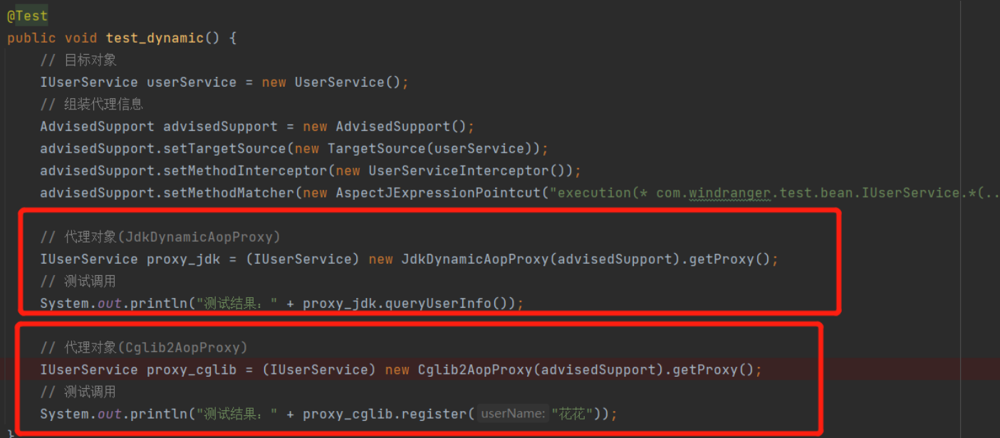 @Test
public void test_dynamic() {
// 目标对象
IUserService userService = new UserService();
// 组装代理信息
AdvisedSupport advisedSupport = new AdvisedSupport();
advisedSupport.setTargetSource(new TargetSource(userService));
advisedSupport.setMethodInterceptor(new UserServiceInterceptor());
advisedSupport.setMethodMatcher(new AspectJExpressionPointcut("execution(* com.windranger.test.bean.IUserService.*(..
// 代理对象(JdkDynamicAopProxy)
IUserService proxy_jdk = (IUserService) new JdkDynamicAopProxy(advisedSupport).getProxy();
// 测试调用
System.out.println("测试结果：" + proxy_jdk.queryUserInfo());
// 代理对象(Cglib2AopProxy)
IUserService proxy_cglib = (IUserService) new Cglib2AopProxy(advisedSupport).getProxy();
// 测试调用
System.out.println("测试结果：" + proxy_cglib.register( userName: "花花"));
}